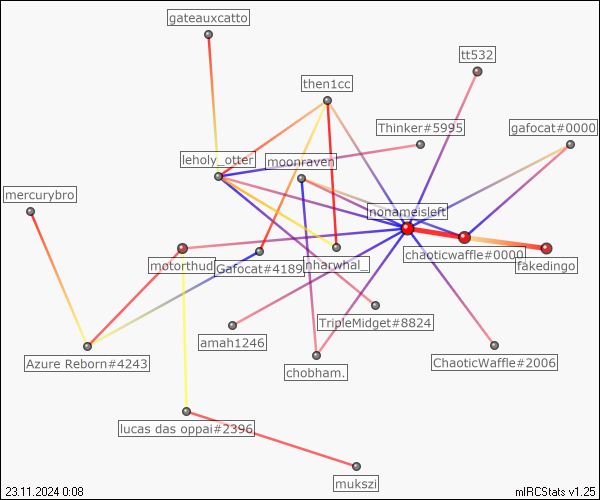 gateauxcatto
tt532
then1cc
Thinker#5995
gafocat#0000
leholy_otter
moonraven
mercurybro
nonameisleft
chaoticwaffle#0000
motorthud
Gafocat#4189
nharwhal_
fakedingo
TripleMidget#8824
amah1246
Azure Reborn#4243
chobham.
ChaoticWaffle#2006
lucas das oppai#2396
mukszi
23.11.2024 0:08
mIRCStats v1.25